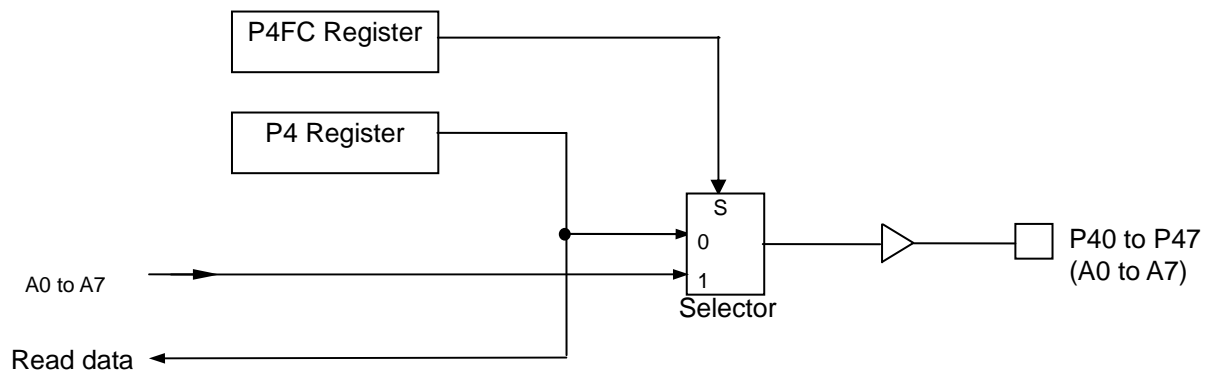 P4FC Register
P4 Register
S
0
P40 to P47
(A0 to A7)
A0 to A7
1
Selector
Read data